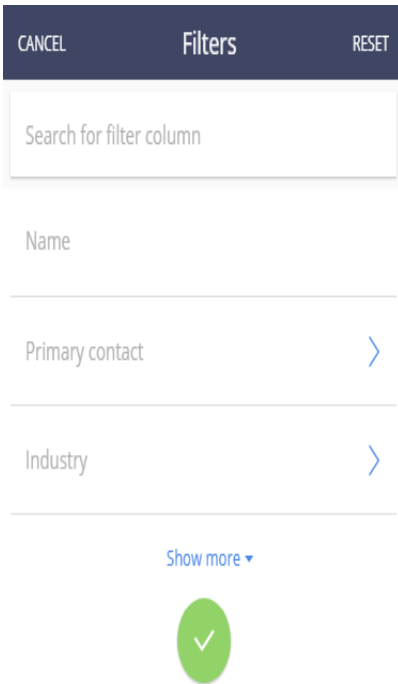 CANCEL Filters RESET
Search for filter column
Name
Primary contact
Industry
Show more